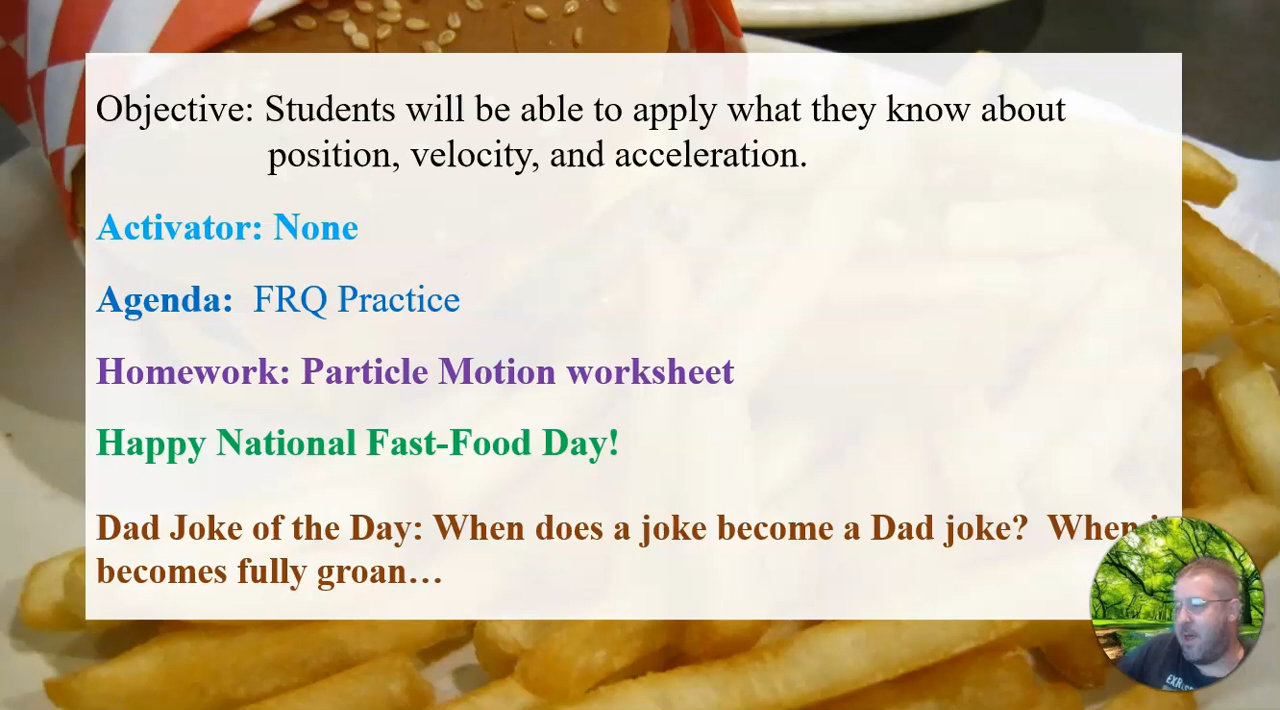 Objective: Students will be able to apply what they know about
position, velocity, and acceleration.
Activator: None
Agenda: FRQ Practice
Homework: Particle Motion worksheet
Happy National Fast-Food Day!
Dad Joke of the Day: When does a joke become a Dad joke? When
becomes fully groan…